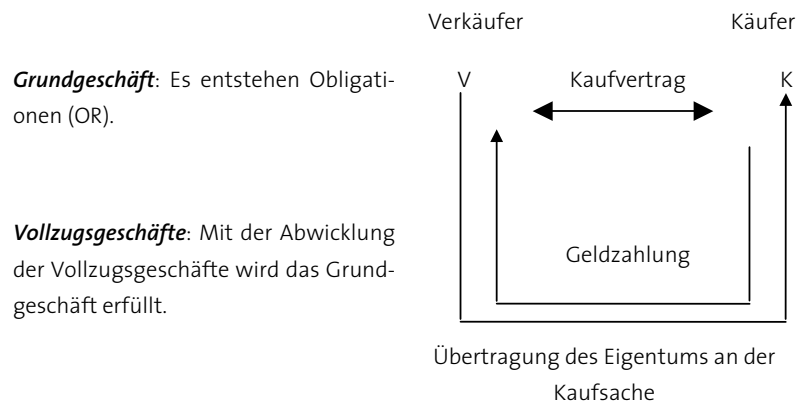 Verkäufer Käufer
Grundgeschäft: Es entstehen Obligati-
onen (OR).
V Kaufvertrag K
Vollzugsgeschäfte: Mit der Abwicklung
der Vollzugsgeschäfte wird das Grund-
geschäft erfüllt.
Geldzahlung
Übertragung des Eigentums an der
Kaufsache